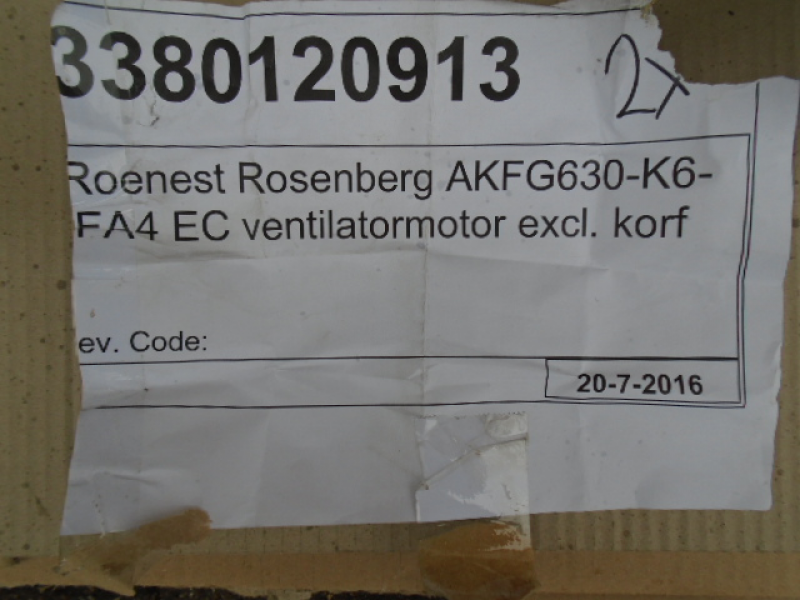 3380120913
2x
Roenest Rosenberg AKFG630-K6-
FA4 EC ventilatormotor excl. korf
ev. Code:
20-7-2016